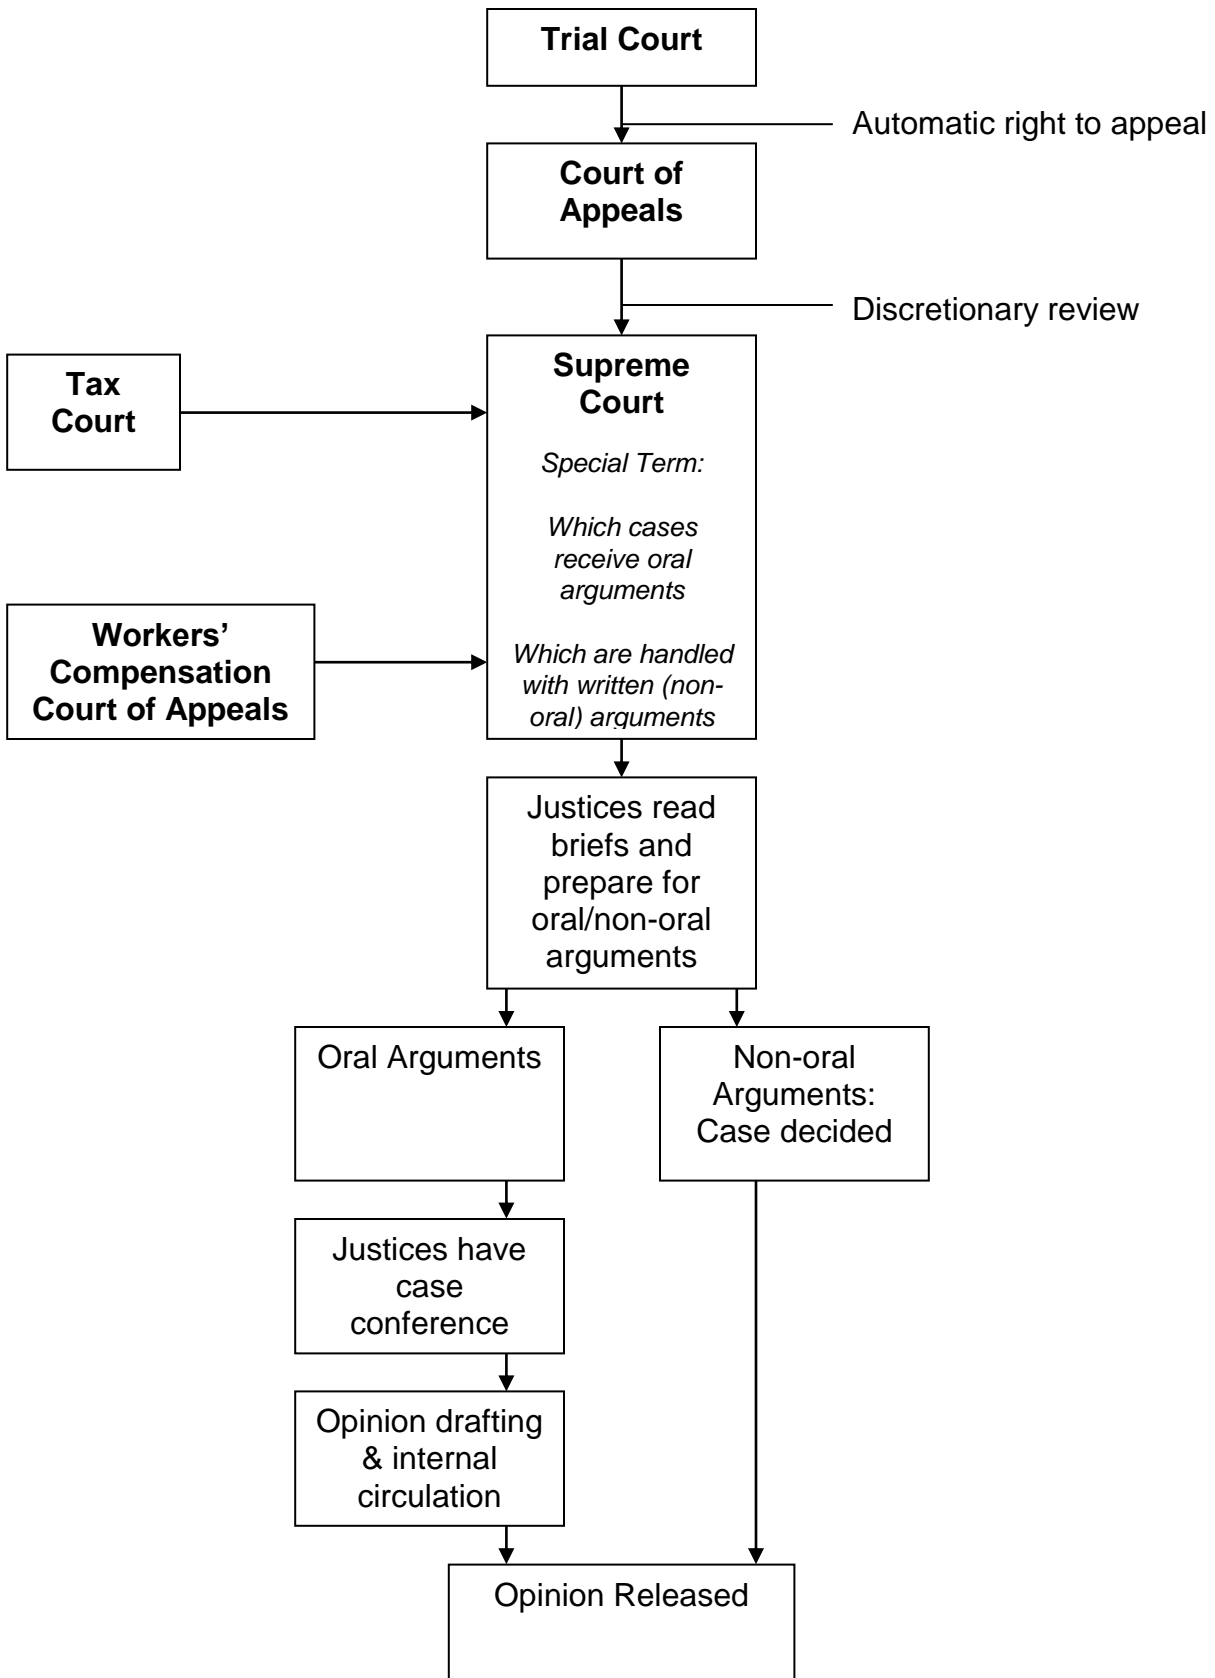 Trial Court
Automatic right to appeal
Court of
Appeals
Discretionary review
Tax
Court
Supreme
Court
Special Term:
Which cases
receive oral
arguments
Which are handled
with written (non-
oral) arguments
Workers’
Compensation
Court of Appeals
Justices read
briefs and
prepare for
oral/non-oral
arguments
Oral Arguments
Non-oral
Arguments:
Case decided
Justices have
case
conference
Opinion drafting
& internal
circulation
Opinion Released